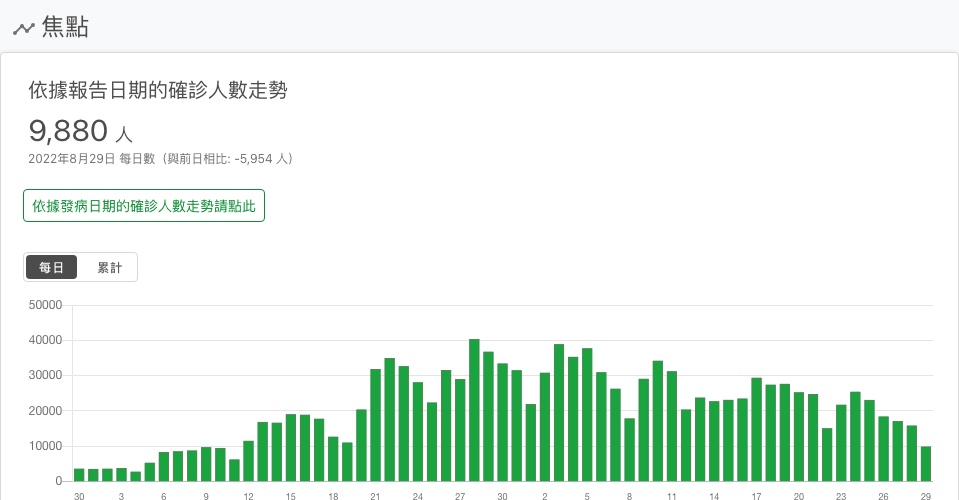 焦點
依據報告日期的確診人數走勢
9,880 人
2022年8月29日 每日數（與前日相比: -5,954 人）
依據發病日期的確診人數走勢請點此
每日 累計
50000
40000
30000
20000
10000
0
30 3 6 9 12 15 18 21 24 27 30 2 5 8 11 14 17 20 23 26 29